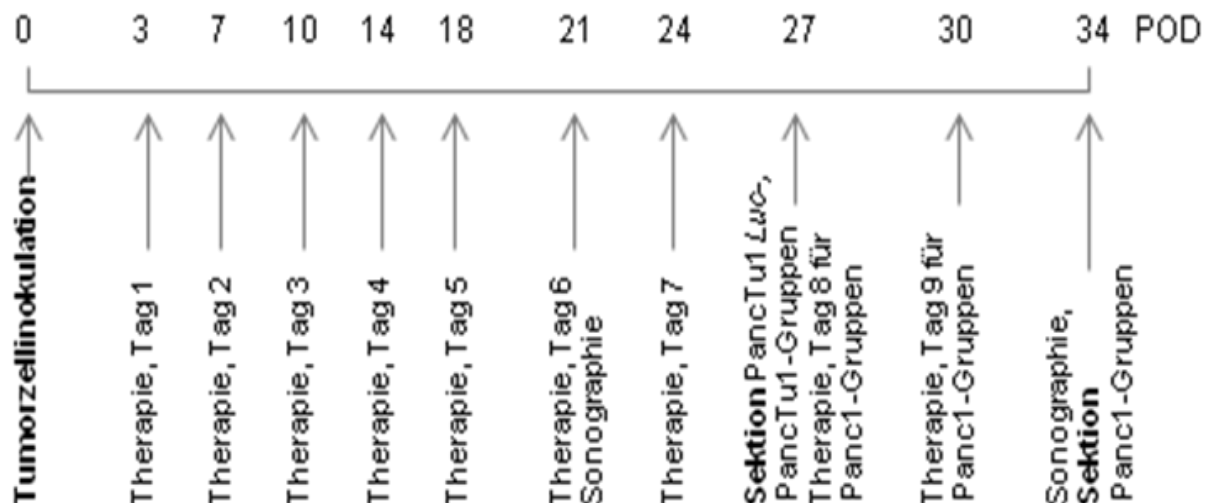 0 3 7 10 14 18 21 24 27 30 34 POD
Tumorzellinokulation
Therapie, Tag 1
Therapie, Tag 2
Therapie, Tag 3
Therapie, Tag 4
Therapie, Tag 5
Therapie, Tag 6
Sonographie
Therapie, Tag 7
Sektion PancTu1 Luc-,
PancTu1-Gruppen
Therapie, Tag 8 für
Panc1-Gruppen
Therapie, Tag 9 für
Panc1-Gruppen
Sonographie,
Sektion
Panc1-Gruppen